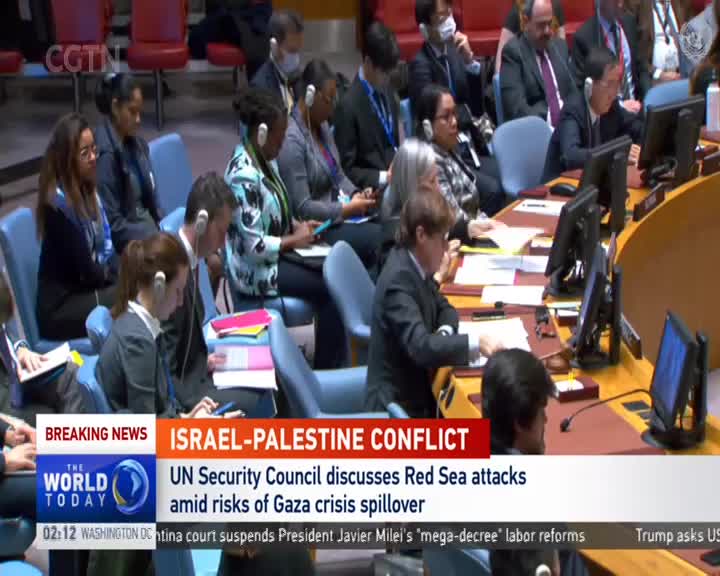 CGTN
BREAKING NEWS
ISRAEL-PALESTINE CONFLICT
THE
WORLD
TODAY
UN Security Council discusses Red Sea attacks
amid risks of Gaza crisis spillover
02:12 WASHINGTON DC
ntina court suspends President Javier Milei's "mega-decree" labor reforms Trump asks US